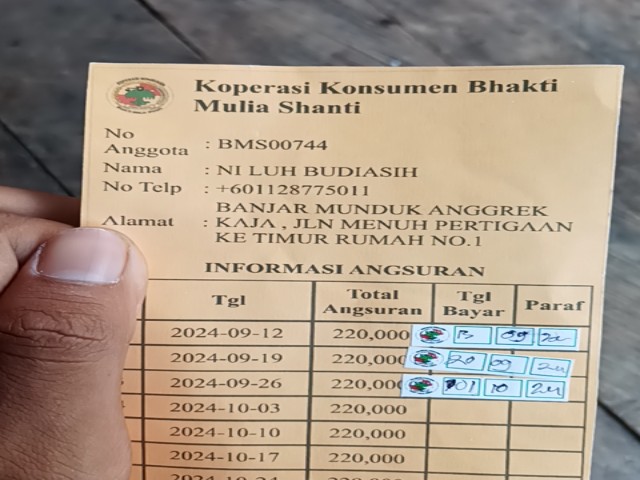 Koperasi Konsumen Bhakti
Mulia Shanti
No Anggota : BMS00744
Nama : NI LUH BUDIASIH
No Telp : +601128775011
Alamat : BANJAR MUNDUK ANGGREK
KAJA , JLN MENUH PERTIGAAN
KE TIMUR RUMAH NO.1
INFORMASI ANGSURAN
Tgl Total Angsuran Tgl Bayar Paraf
2024-09-12 220,000 13 09 24
2024-09-19 220,000 20 09 24
2024-09-26 220,000 01 10 24
2024-10-03 220,000
2024-10-10 220,000
2024-10-17 220,000